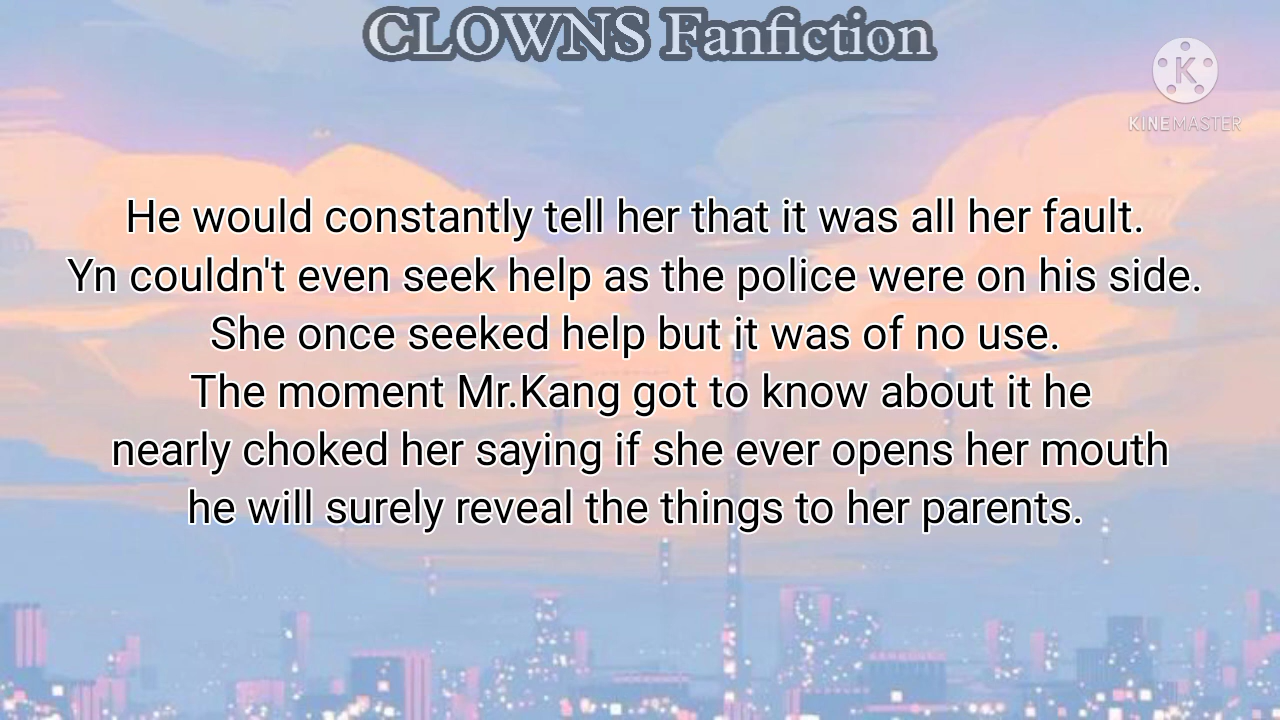 CLOWNS Fanfiction
K
KINEMASTER
He would constantly tell her that it was all her fault.
Yn couldn't even seek help as the police were on his side.
She once seeked help but it was of no use.
The moment Mr.Kang got to know about it he
nearly choked her saying if she ever opens her mouth
he will surely reveal the things to her parents.